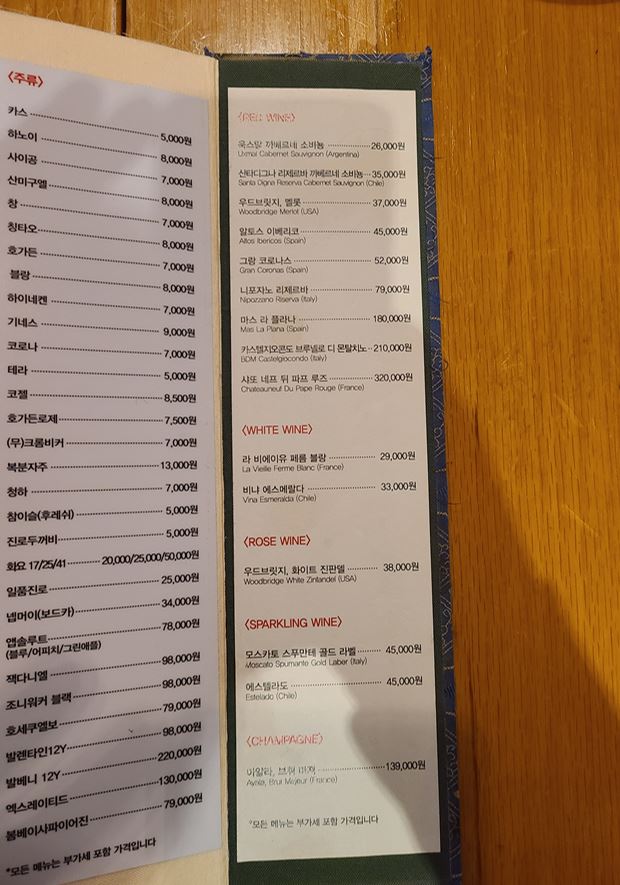 〈주류〉
카스 5,000원
하노이 8,000원
사이공 7,000원
산미구엘 8,000원
창 7,000원
칭타오 8,000원
호가든 7,000원
블랑 8,000원
하이네켄 7,000원
기네스 9,000원
코로나 7,000원
테라 5,000원
코젤 8,500원
호가든로제 7,500원
(무)크롬비커 7,000원
복분자주 13,000원
청하 7,000원
참이슬(후레쉬) 5,000원
진로두꺼비 5,000원
화요 17/25/41 20,000/25,000/50,000원
일품진로 25,000원
넵머이(보드카) 34,000원
앱솔루트 78,000원
(블루/어피치/그린애플)
잭다니엘 98,000원
조니워커 블랙 98,000원
호세쿠엘보 79,000원
발렌타인12Y 98,000원
발베니 12Y 220,000원
엑스레이티드 130,000원
봄베이사파이어진 79,000원
*모든 메뉴는 부가세 포함 가격입니다
〈RED WINE〉
욱스말 까베르네 소비뇽 26,000원
Uxmal Cabernet Sauvignon (Argentina)
산타디그나 리제르바 까베르네 소비뇽 35,000원
Santa Digna Reserva Cabernet Sauvignon (Chile)
우드브릿지, 멜롯 37,000원
Woodbridge Merlot (USA)
알토스 이베리코 45,000원
Altos Ibericos (Spain)
그랑 코로나스 52,000원
Gran Coronas (Spain)
니포자노 리제르바 79,000원
Nipozzano Riserva (Italy)
마스 라 플라나 180,000원
Mas La Plana (Spain)
카스텔지오콘도 브루넬로 디 몬탈치노 210,000원
BDM Castelgiocondo (Italy)
샤또 네프 뒤 파프 루즈 320,000원
Chateauneuf Du Pape Rouge (France)
〈WHITE WINE〉
라 비에이유 페름 블랑 29,000원
La Vieille Ferme Blanc (France)
비냐 에스메랄다 33,000원
Vina Esmeralda (Chile)
〈ROSE WINE〉
우드브릿지, 화이트 진판델 38,000원
Woodbridge White Zinfandel (USA)
〈SPARKLING WINE〉
모스카토 스푸만테 골드 라벨 45,000원
Moscato Spumante Gold Laber (Italy)
에스텔라도 45,000원
Estelado (Chile)
〈CHAMPAGNE〉
아알라, 브뤼 마져 139,000원
Ayala, Brut Majeur (France)
*모든 메뉴는 부가세 포함 가격입니다